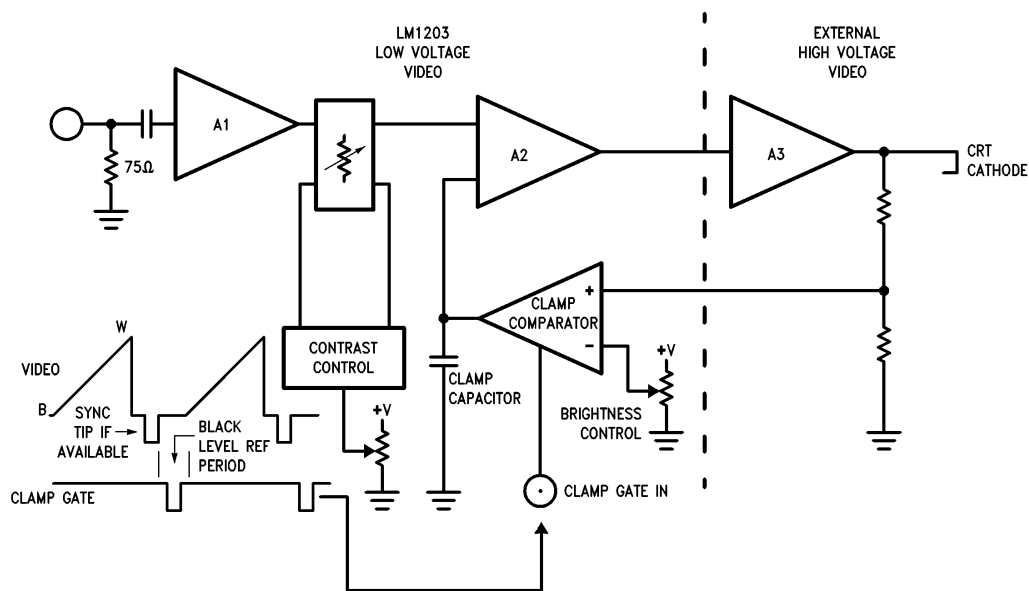 LM1203
LOW VOLTAGE
VIDEO
EXTERNAL
HIGH VOLTAGE
VIDEO
A1
A2
A3
75Ω
CRT
CATHODE
+
CLAMP
COMPARATOR
−
CONTRAST
CONTROL
CLAMP
CAPACITOR
+V
BRIGHTNESS
CONTROL
+V
W
VIDEO
B
SYNC
TIP IF
AVAILABLE
BLACK
LEVEL REF
PERIOD
CLAMP GATE
CLAMP GATE IN